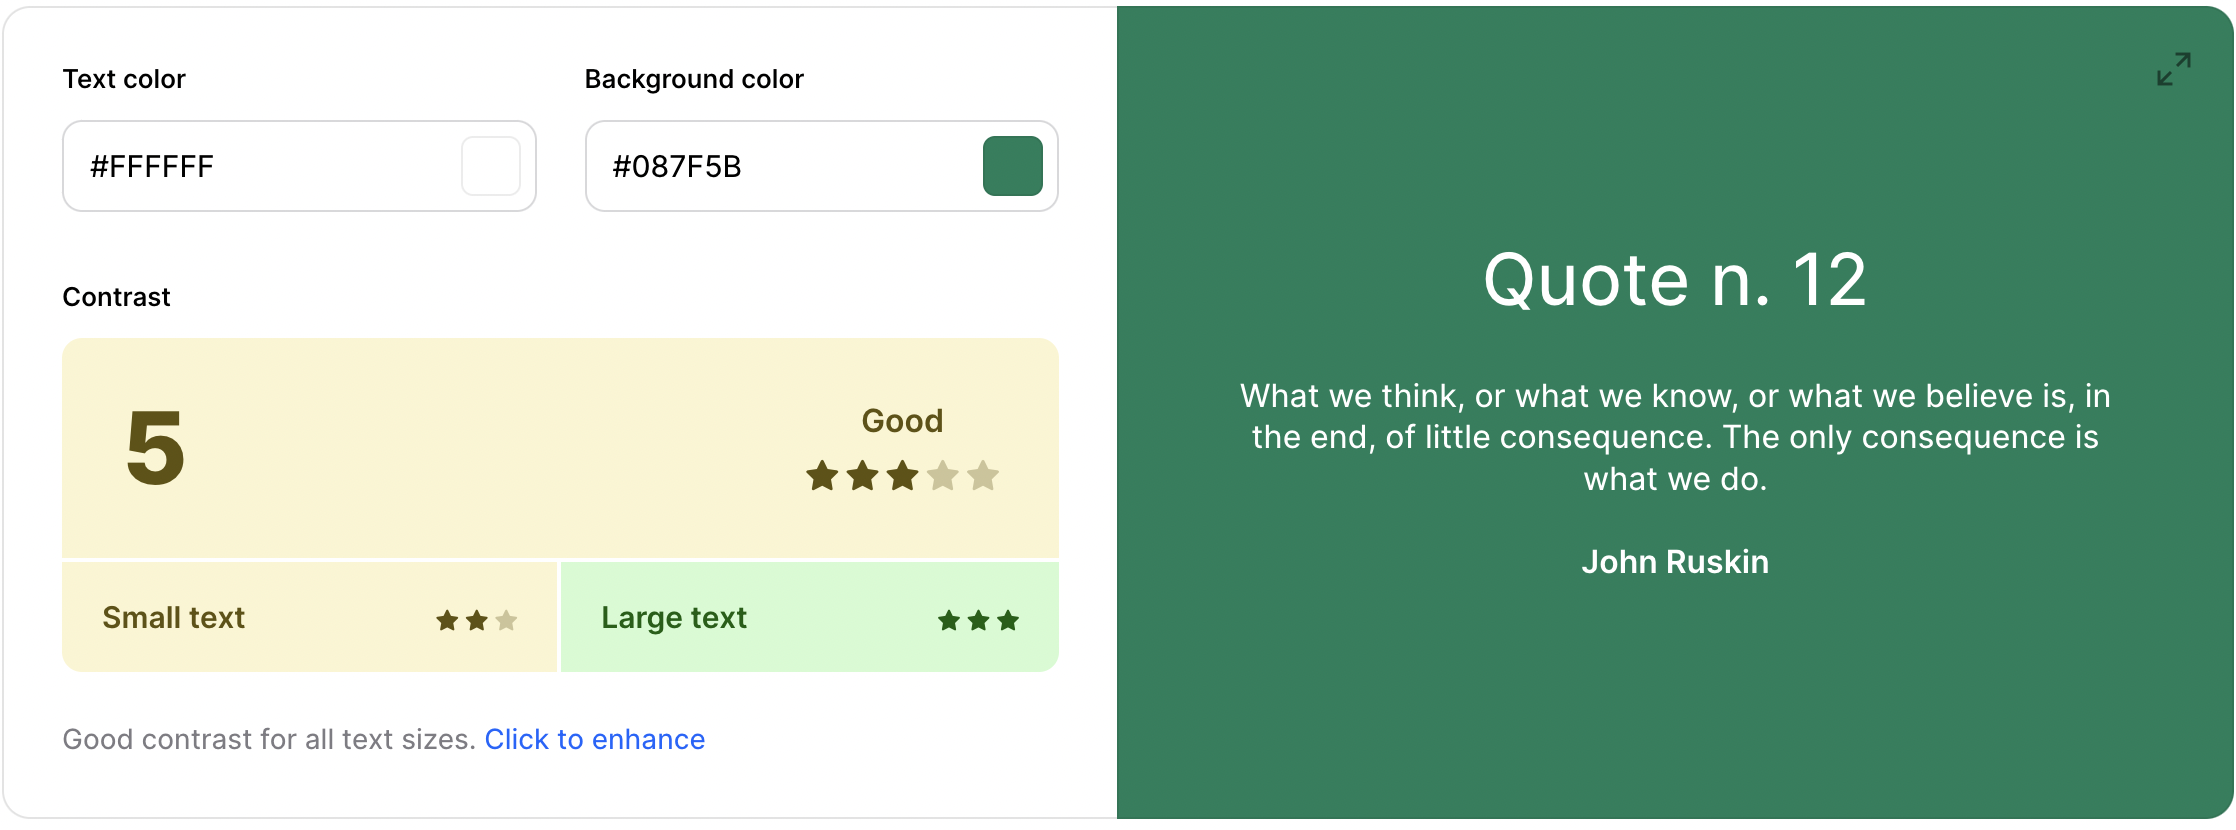 Text color
Background color
#FFFFFF
#087F5B
Contrast
5
Good
Small text
Large text
Good contrast for all text sizes. Click to enhance
Quote n. 12
What we think, or what we know, or what we believe is, in
the end, of little consequence. The only consequence is
what we do.
John Ruskin